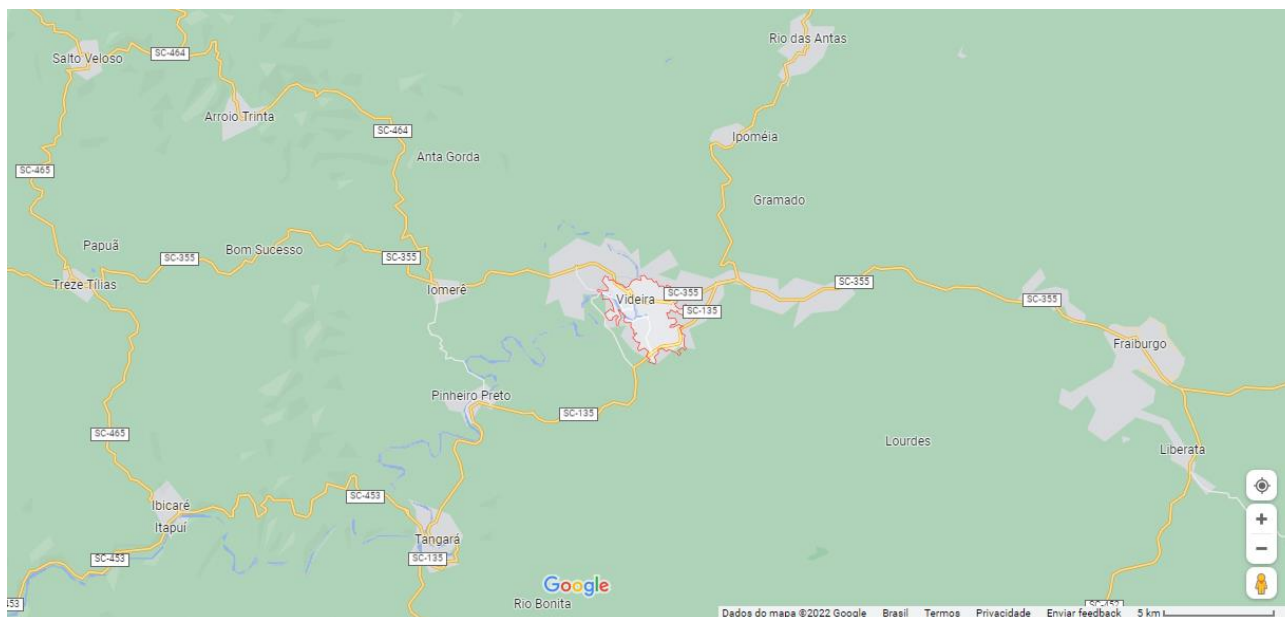 Rio das Antas
Salto Veloso
SC-464
Arroio Trinta
SC-464
Ipoméia
Anta Gorda
SC-465
Gramado
Papuã
Bom Sucesso
SC-355
SC-355
Treze Tílias
Iomerê
SC-355
Videira
SC-355
SC-355
SC-135
Fraiburgo
Pinheiro Preto
SC-135
SC-465
Lourdes
Liberata
SC-453
Ibicaré
Itapuí
Tangará
SC-453
SC-135
Google
Rio Bonita
SC-452
453
Dados do mapa ©2022 Google Brasil Termos Privacidade Enviar feedback 5 km